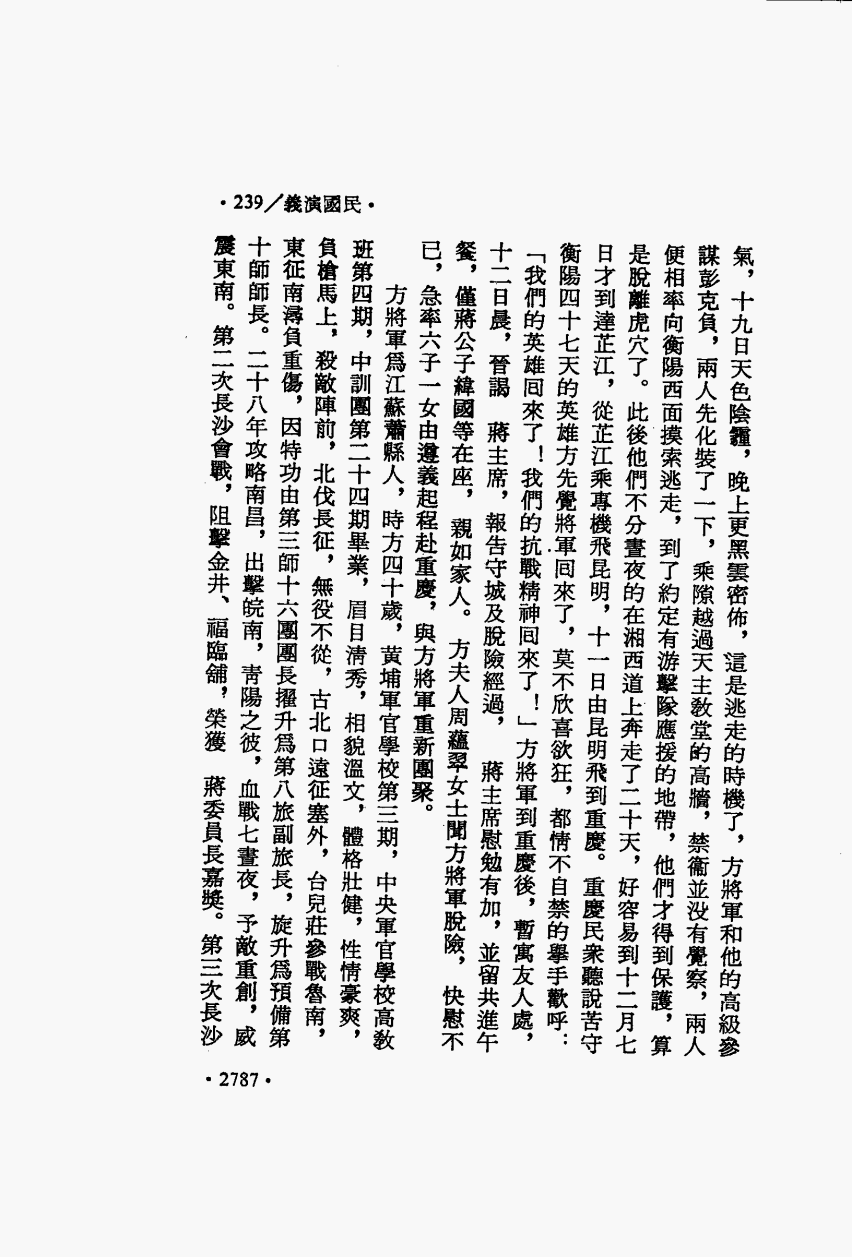 ·民國演義/239·
氣，十九日天色陰霾，晚上更黑雲密佈，這是逃走的時機了，方將軍和他的高級參
謀彭克負，兩人先化裝了一下，乘隙越過天主教堂的高牆，禁衞並没有覺察，兩人
便相率向衡陽西面摸索逃走，到了約定有游擊隊應援的地帶，他們才得到保護，算
是脫離虎穴了。此後他們不分晝夜的在湘西道上奔走了二十天，好容易到十二月七
日才到達芷江，從芷江乘專機飛昆明，十一日由昆明飛到重慶。重慶民衆聽說苦守
衡陽四十七天的英雄方先覺將軍囘來了，莫不欣喜欲狂，都情不自禁的擧手歡呼：
「我們的英雄囘來了！我們的抗戰精神囘來了！」方將軍到重慶後，暫寓友人處，
十二日晨，晉謁　蔣主席，報告守城及脫險經過，　蔣主席慰勉有加，並留共進午
餐，僅蔣公子緯國等在座，親如家人。方夫人周蘊翠女士聞方將軍脫險，快慰不
已，急率六子一女由遵義起程赴重慶，與方將軍重新團聚。
方將軍爲江蘇蕭縣人，時方四十歲，黃埔軍官學校第三期，中央軍官學校高教
班第四期，中訓團第二十四期畢業，眉目清秀，相貌溫文，體格壯健，性情豪爽，
負槍馬上，殺敵陣前，北伐長征，無役不從，古北口遠征塞外，台兒莊參戰魯南，
東征南潯負重傷，因特功由第三師十六團團長擢升爲第八旅副旅長，旋升爲預備第
十師師長。二十八年攻略南昌，出擊皖南，靑陽之彼，血戰七晝夜，予敵重創，威
震東南。第二次長沙會戰，阻擊金井、福臨舖，榮獲　蔣委員長嘉獎。第三次長沙
·2787·